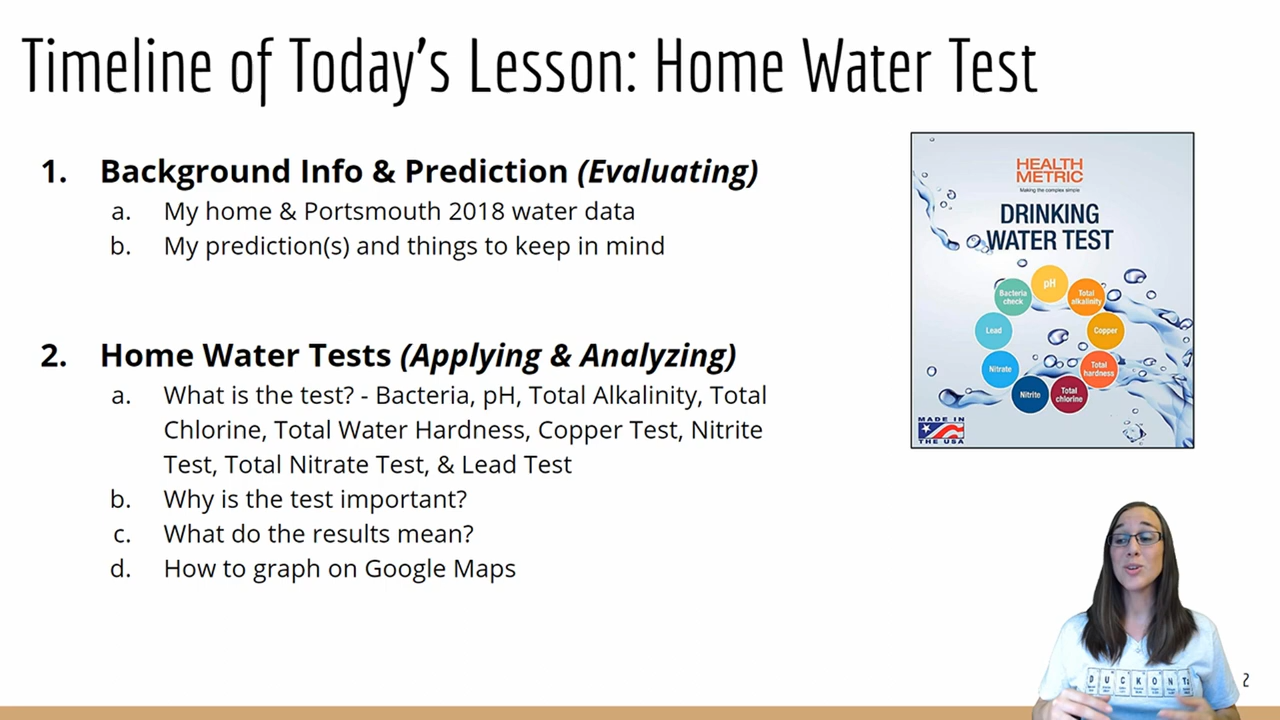 Timeline of Today's Lesson: Home Water Test
1. Background Info & Prediction (Evaluating)
a. My home & Portsmouth 2018 water data
b. My prediction(s) and things to keep in mind
2. Home Water Tests (Applying & Analyzing)
a. What is the test? - Bacteria, pH, Total Alkalinity, Total
Chlorine, Total Water Hardness, Copper Test, Nitrite
Test, Total Nitrate Test, & Lead Test
b. Why is the test important?
c. What do the results mean?
d. How to graph on Google Maps
HEALTH
METRIC
Making the complex simple
DRINKING
WATER TEST
pH
Bacteria
check
Total
alkalinity
Lead
Copper
Nitrate
Total
hardness
Nitrite
Total
chlorine
MADE IN
THE USA
D U C K O N T
2